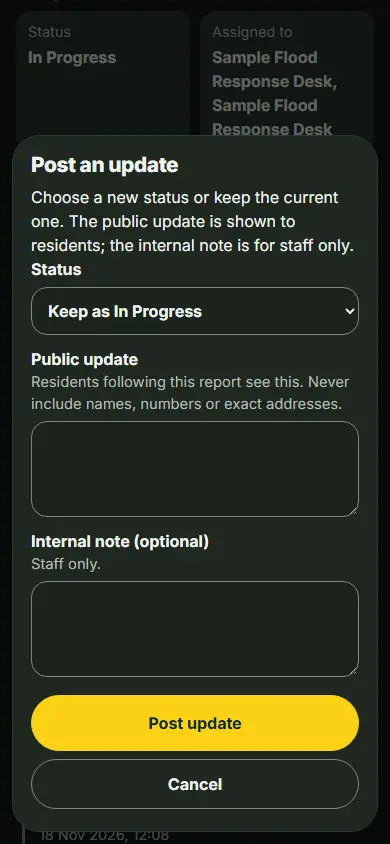 Status
In Progress
Assigned to
Sample Flood
Response Desk,
Sample Flood
Response Desk
Post an update
Choose a new status or keep the current
one. The public update is shown to
residents; the internal note is for staff only.
Status
Keep as In Progress
Public update
Residents following this report see this. Never
include names, numbers or exact addresses.
Internal note (optional)
Staff only.
Post update
Cancel
18 Nov 2026, 12:08